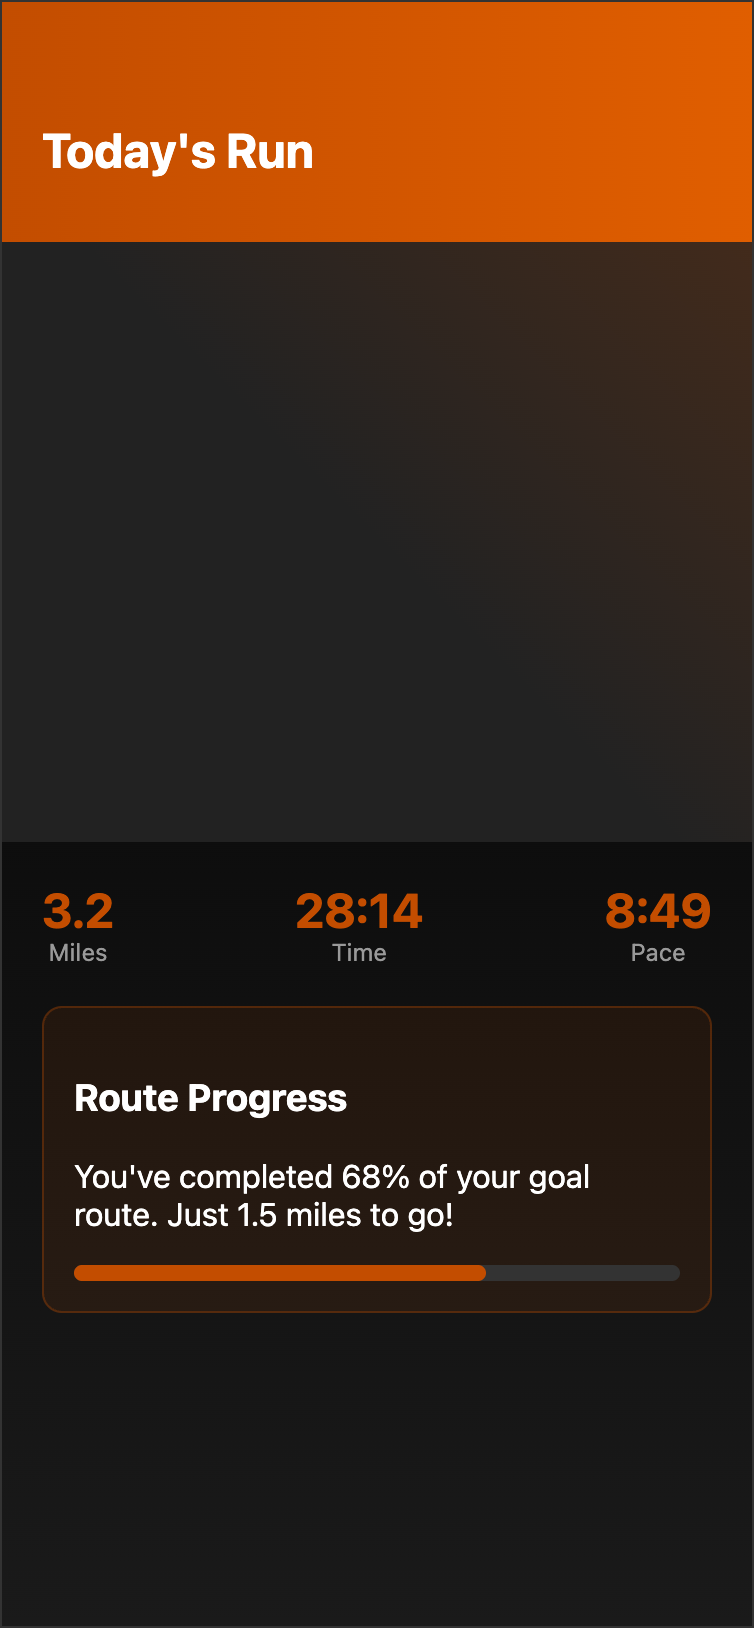 Today's Run
3.2
28:14
8:49
Miles
Time
Pace
Route Progress
You've completed 68% of your goal
route. Just 1.5 miles to go!